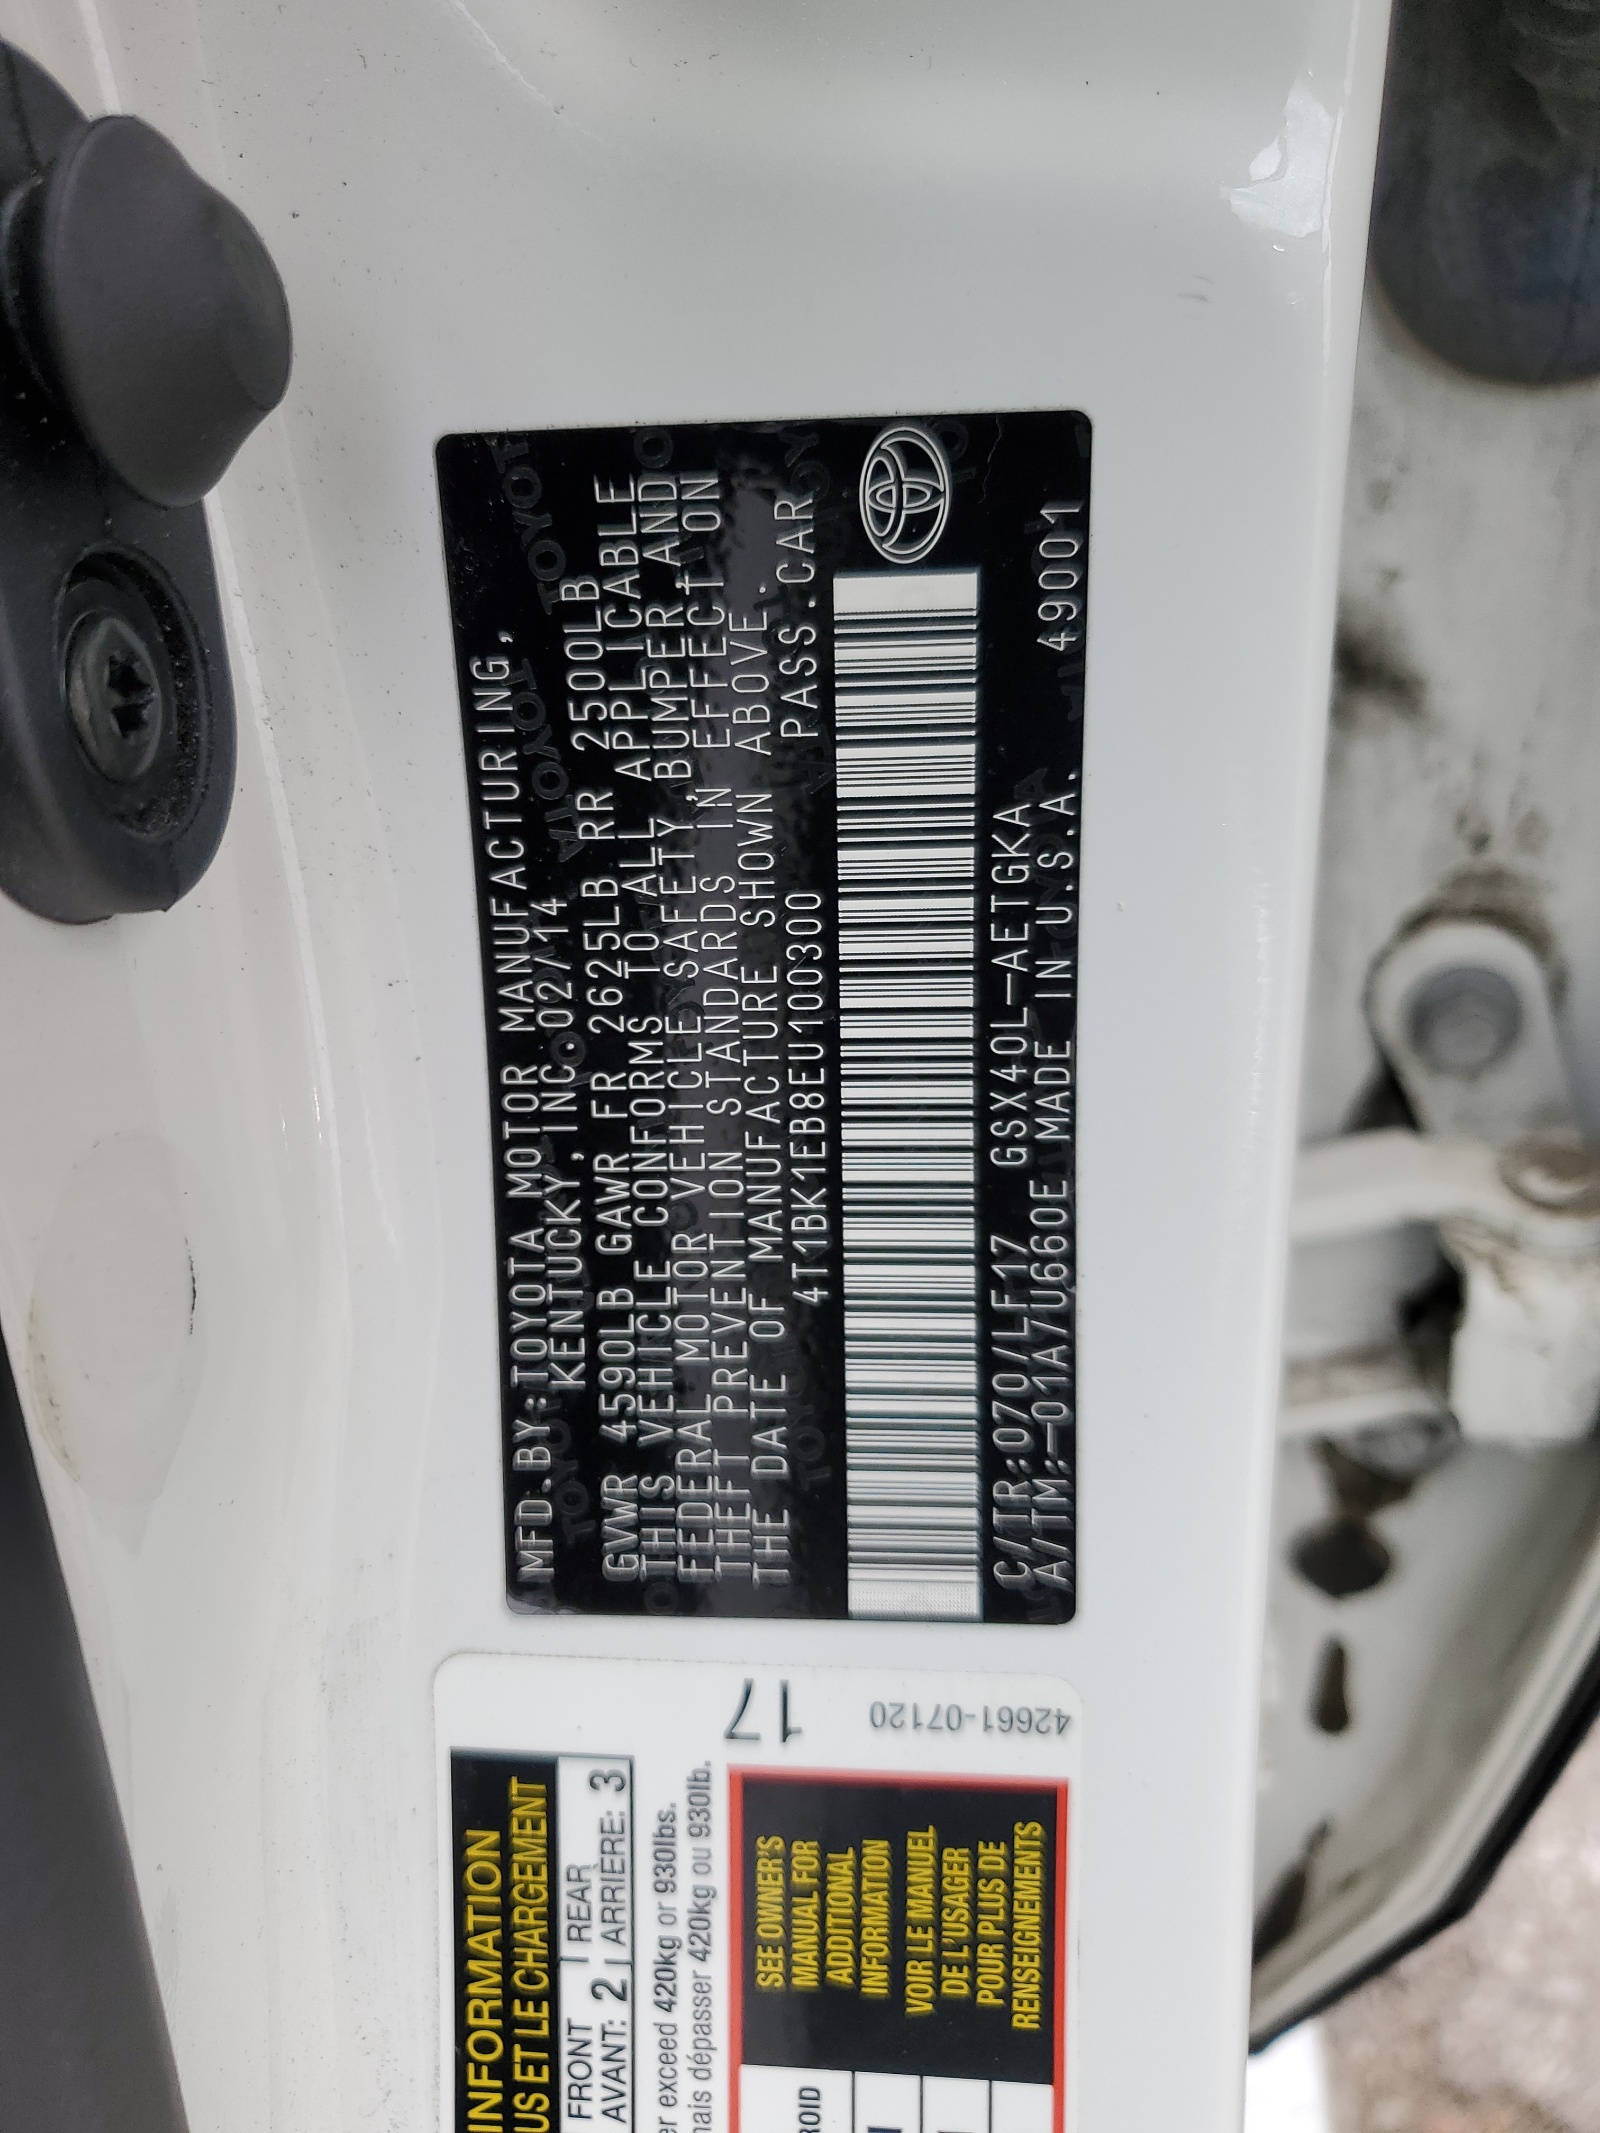 MFD.BY:TOYOTA MOTOR MANUFACTURING,
KENTUCKY, INC. 02/14
GVWR 4590LB GAWR FR 2625LB RR 2500LB
THIS VEHICLE CONFORMS TO ALL APPLICABLE
FEDERAL MOTOR VEHICLE SAFETY, BUMPER, AND
THEFT PREVENTION STANDARDS IN EFFECT ON
THE DATE OF MANUFACTURE SHOWN ABOVE.
4T1BK1EB8EU100300 PASS.CAR
C/TR:070/LF17 GSX40L-AETGKA
A/TM:-01A/U660E MADE IN U.S.A. 49001
INFORMATION
US ET LE CHARGEMENT
FRONT REAR
AVANT: 2 ARRIÈRE: 3
er exceed 420kg or 930lbs.
mais dépasser 420kg ou 930lb.
17
42661-07120
SEE OWNER'S
MANUAL FOR
ADDITIONAL
INFORMATION
VOIR LE MANUEL
DE L'USAGER
POUR PLUS DE
RENSEIGNEMENTS
ROID